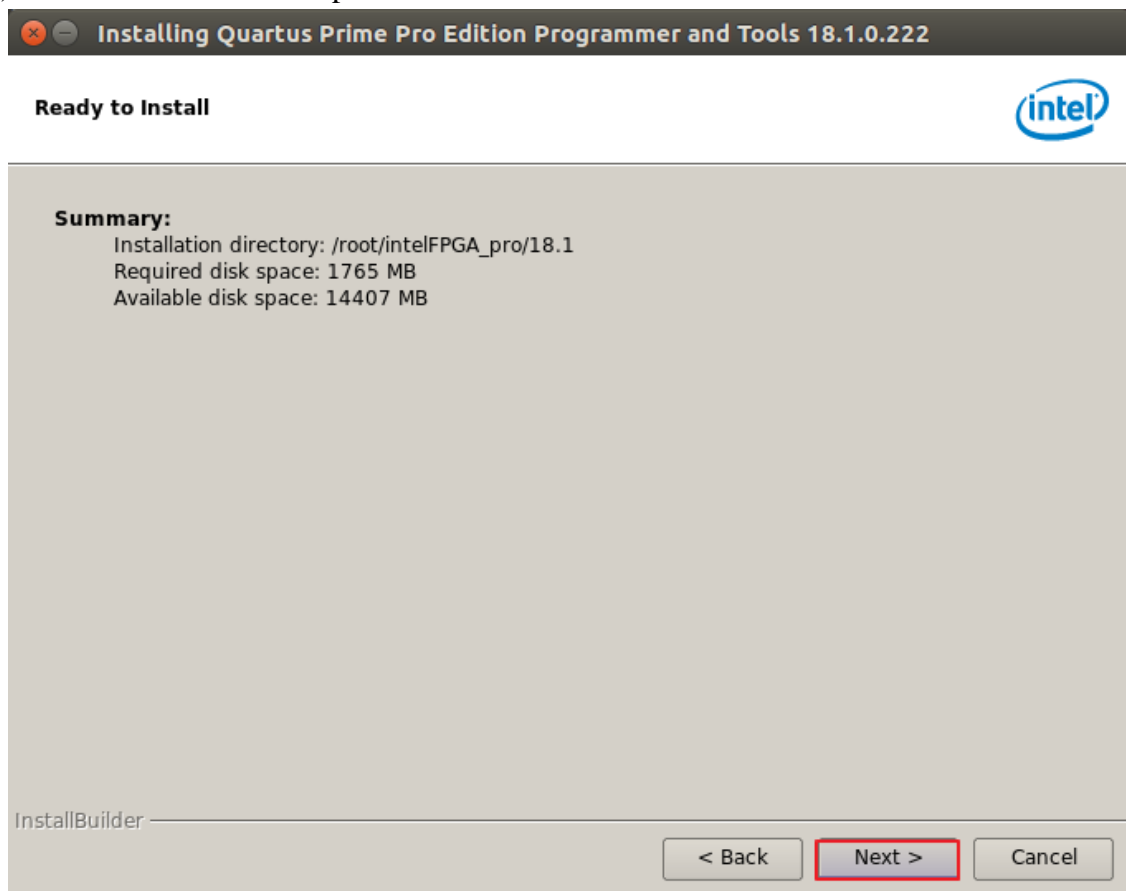 Installing Quartus Prime Pro Edition Programmer and Tools 18.1.0.222
Ready to Install
intel
Summary:
Installation directory: /root/intelFPGA_pro/18.1
Required disk space: 1765 MB
Available disk space: 14407 MB
InstallBuilder
< Back Next > Cancel